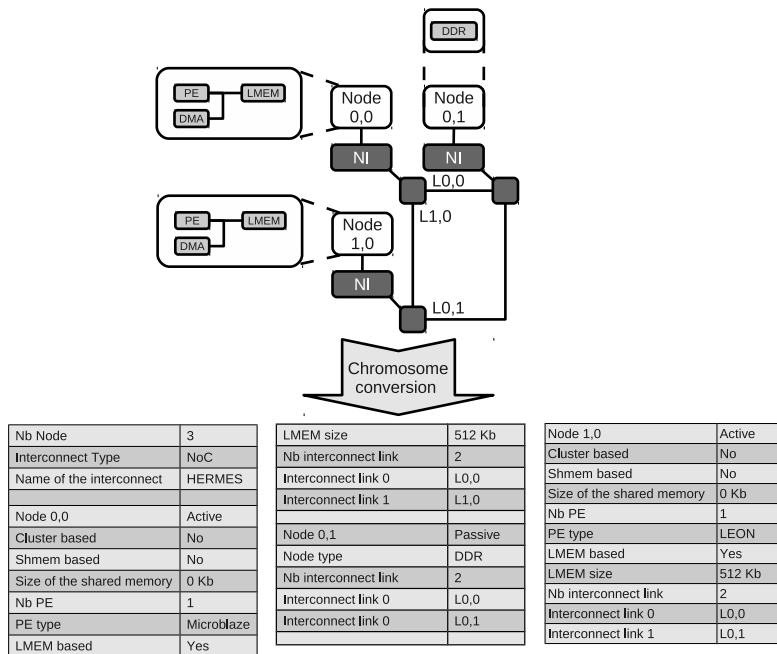 DDR
PE
LMEM
DMA
Node
0,0
Node
0,1
NI
NI
L0,0
L1,0
PE
LMEM
DMA
Node
1,0
NI
L0,1
Chromosome
conversion
Nb Node 3
Interconnect Type NoC
Name of the interconnect HERMES
Node 0,0 Active
Cluster based No
Shmem based No
Size of the shared memory 0 Kb
Nb PE 1
PE type Microblaze
LMEM based Yes
LMEM size 512 Kb
Nb interconnect link 2
Interconnect link 0 L0,0
Interconnect link 1 L1,0
Node 0,1 Passive
Node type DDR
Nb interconnect link 2
Interconnect link 0 L0,0
Interconnect link 0 L0,1
Node 1,0 Active
Cluster based No
Shmem based No
Size of the shared memory 0 Kb
Nb PE 1
PE type LEON
LMEM based Yes
LMEM size 512 Kb
Nb interconnect link 2
Interconnect link 0 L0,0
Interconnect link 1 L0,1